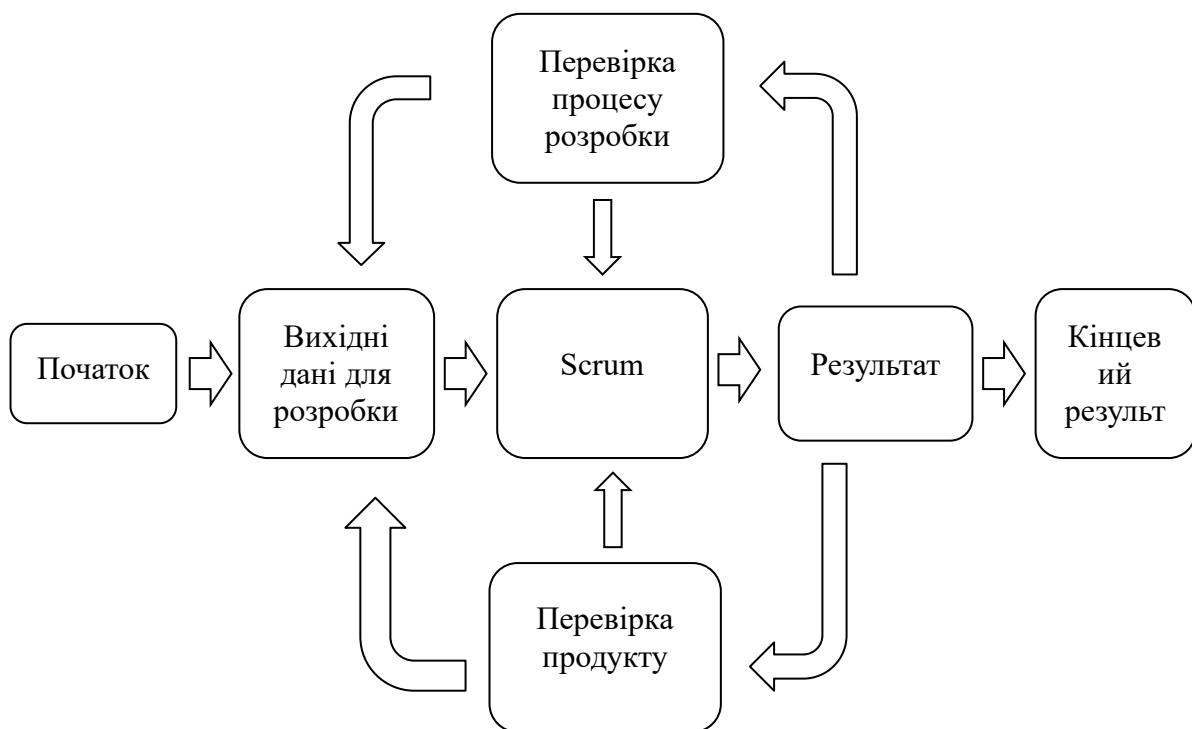 Перевірка
процесу
розробки
Початок
Вихідні
дані для
розробки
Scrum
Результат
Кінцев
ий
результ
Перевірка
продукту